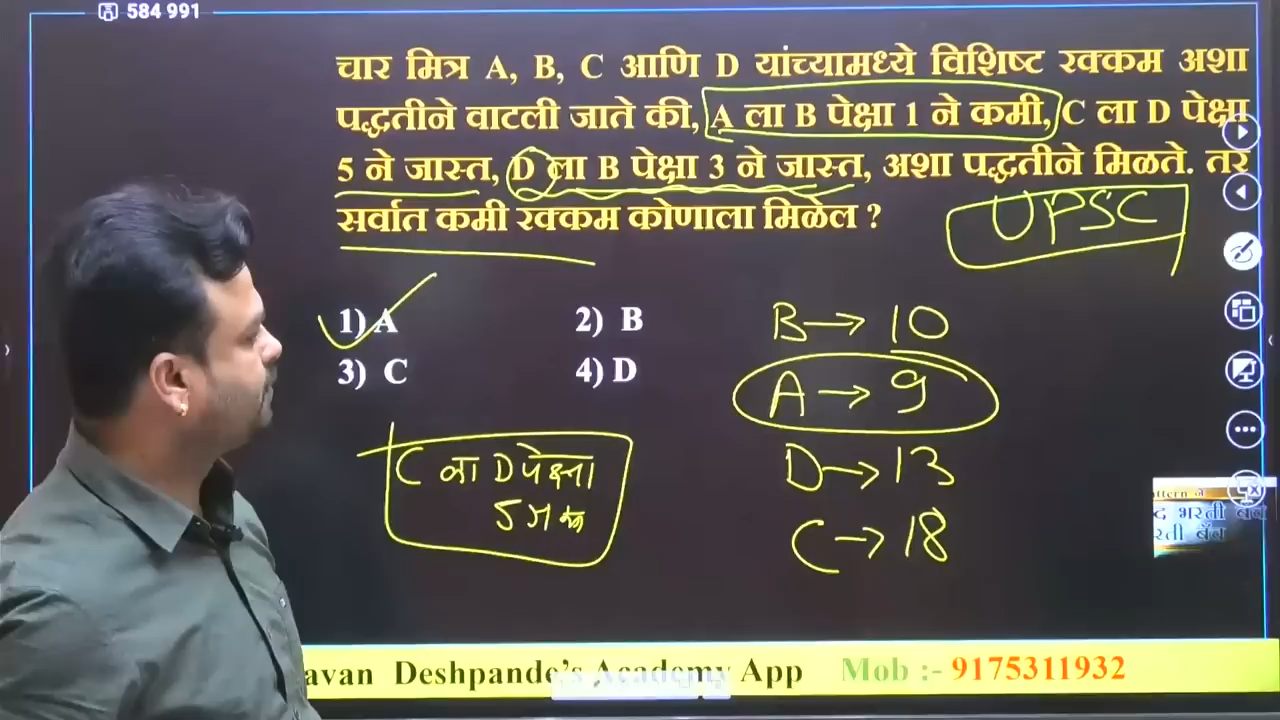 584 991
चार मित्र A, B, C आणि D यांच्यामध्ये विशिष्ट रक्कम अशा
पद्धतीने वाटली जाते की, A ला B पेक्षा 1 ने कमी, C ला D पेक्षा
5 ने जास्त, D ला B पेक्षा 3 ने जास्त, अशा पद्धतीने मिळते. तर
सर्वात कमी रक्कम कोणाला मिळेल ?
UPSC
1) A
2) B
3) C
4) D
B → 10
A → 9
D → 13
C → 18
C ला D पेक्षा
5
द भरती बॅच
रती बॅच
avan Deshpande's Academy App Mob :- 9175311932